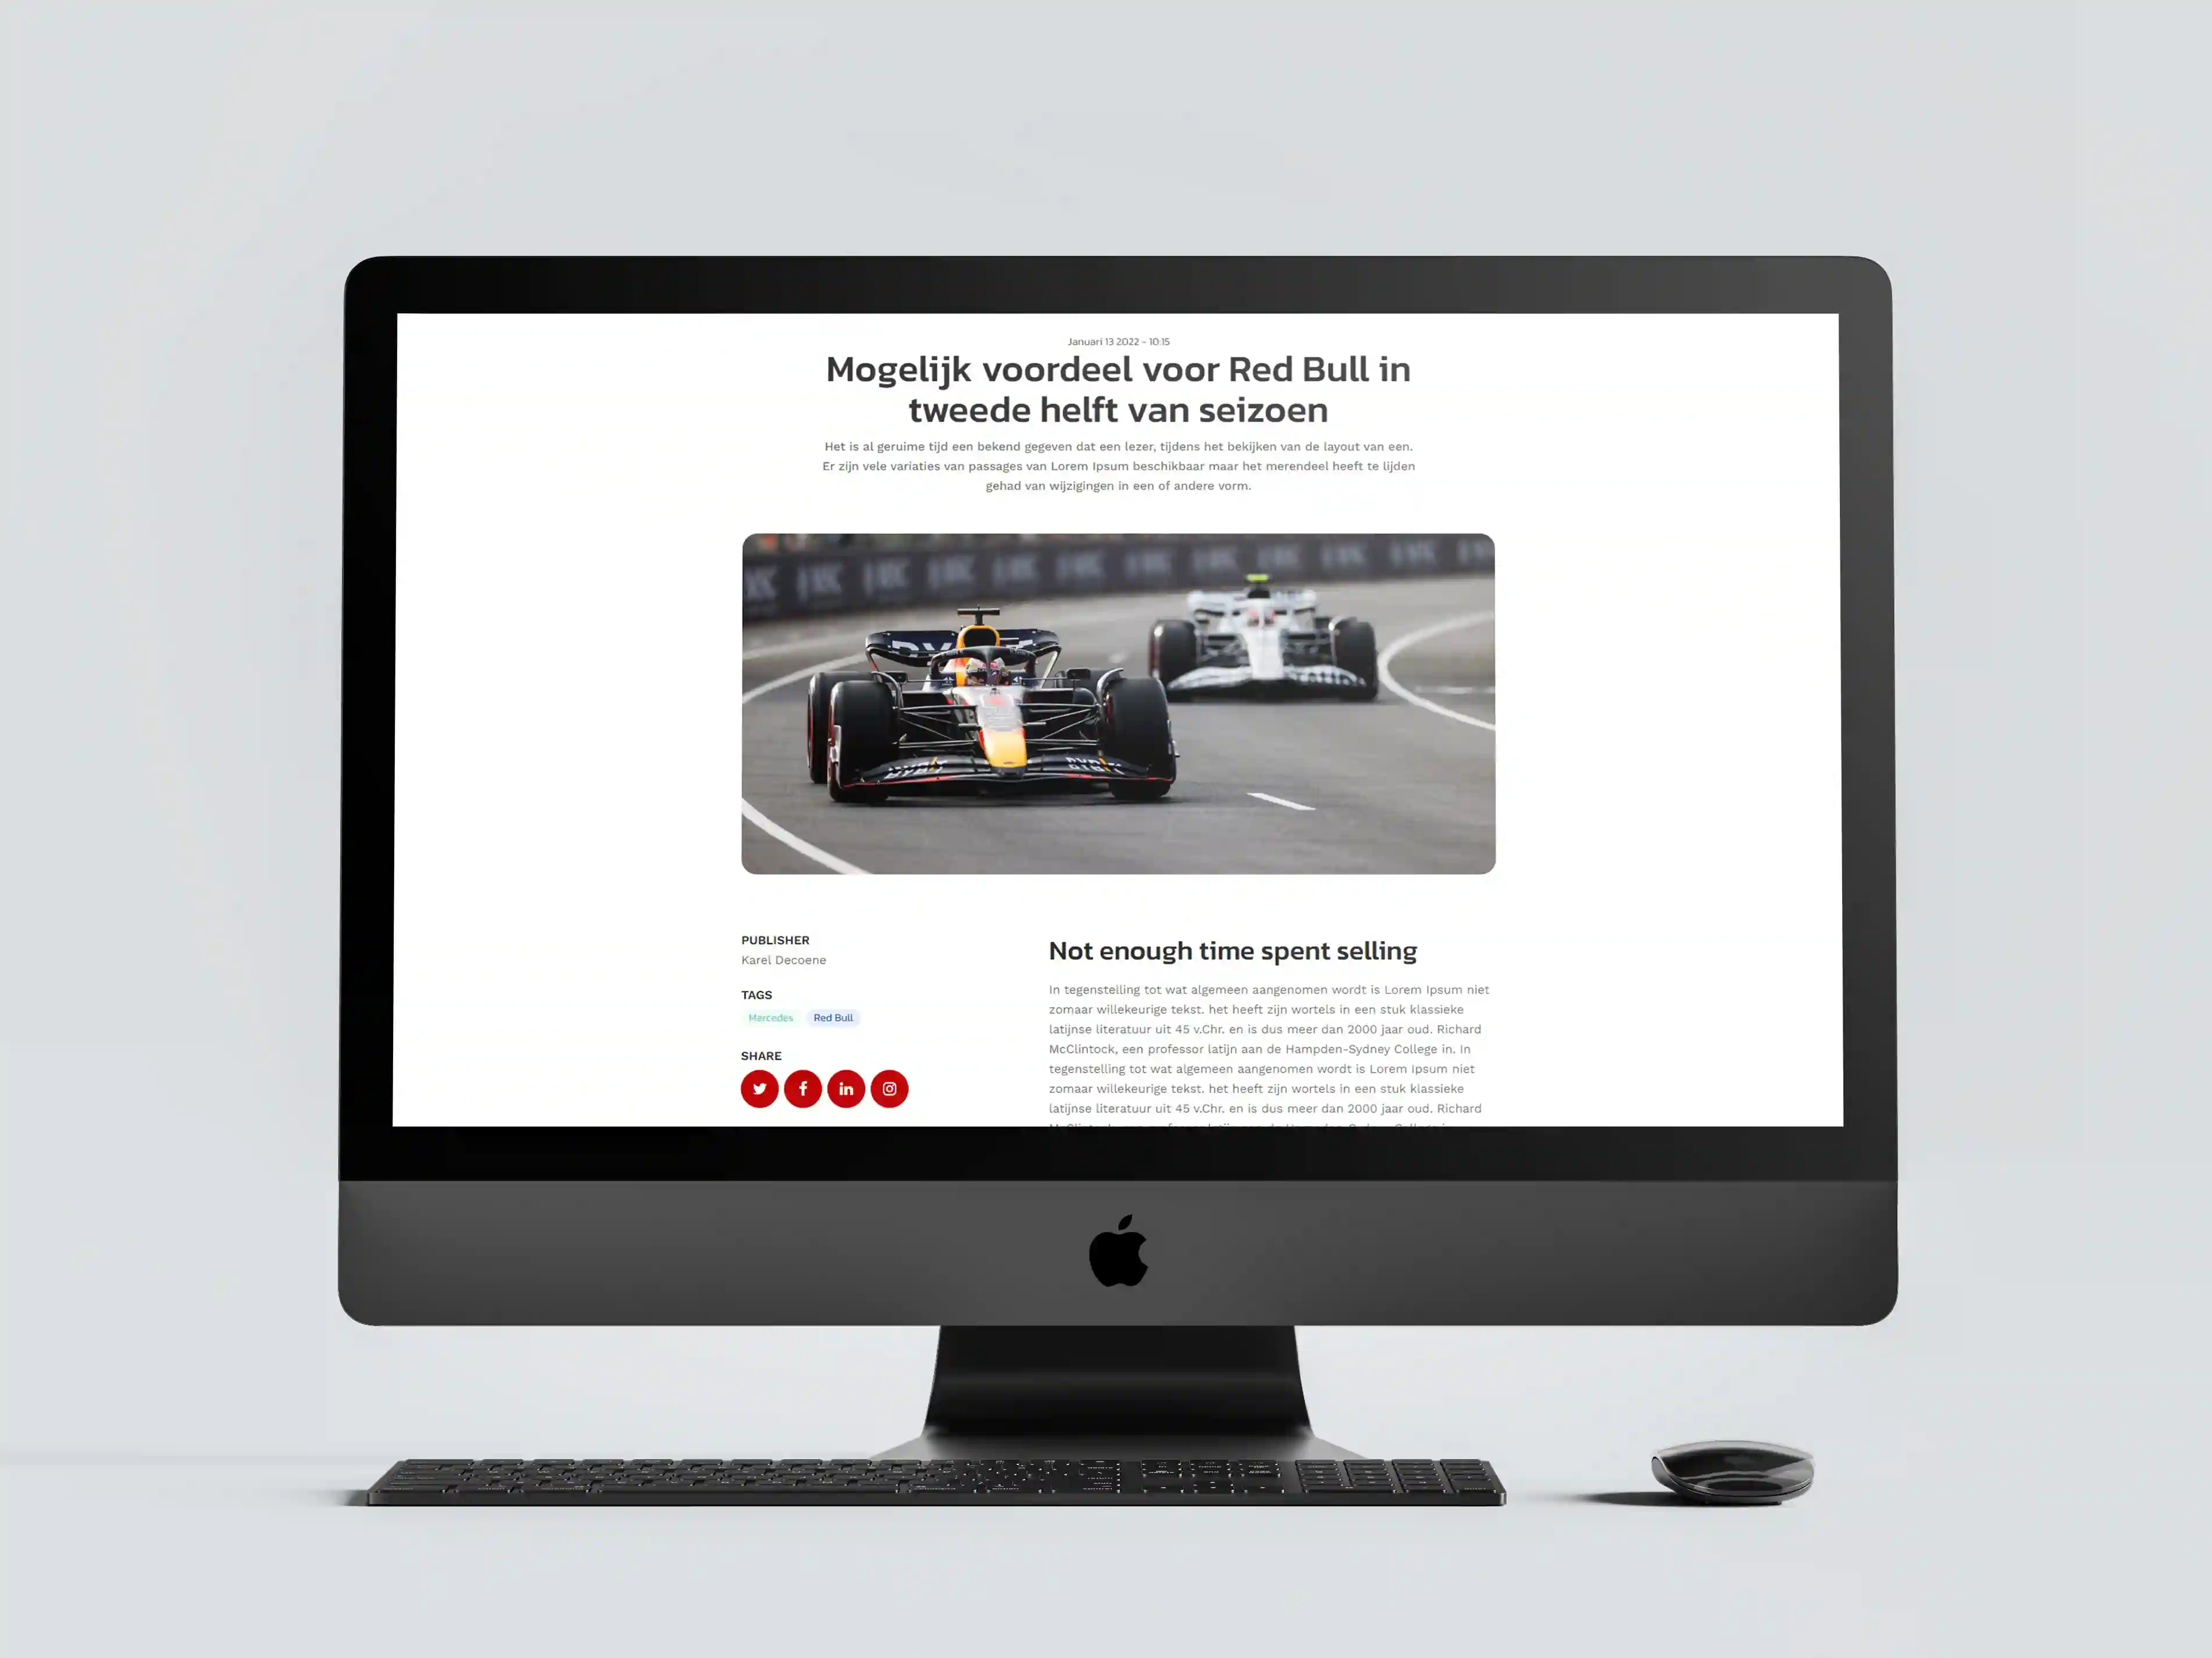 Januari 13 2022 - 10:15
Mogelijk voordeel voor Red Bull in
tweede helft van seizoen
Het is al geruime tijd een bekend gegeven dat een lezer, tijdens het bekijken van de layout van een.
Er zijn vele variaties van passages van Lorem Ipsum beschikbaar maar het merendeel heeft te lijden
gehad van wijzigingen in een of andere vorm.
PUBLISHER
Karel Decoene
TAGS
Mercedes Red Bull
SHARE
Not enough time spent selling
In tegenstelling tot wat algemeen aangenomen wordt is Lorem Ipsum niet
zomaar willekeurige tekst. het heeft zijn wortels in een stuk klassieke
latijnse literatuur uit 45 v.Chr. en is dus meer dan 2000 jaar oud. Richard
McClintock, een professor latijn aan de Hampden-Sydney College in. In
tegenstelling tot wat algemeen aangenomen wordt is Lorem Ipsum niet
zomaar willekeurige tekst. het heeft zijn wortels in een stuk klassieke
latijnse literatuur uit 45 v.Chr. en is dus meer dan 2000 jaar oud. Richard